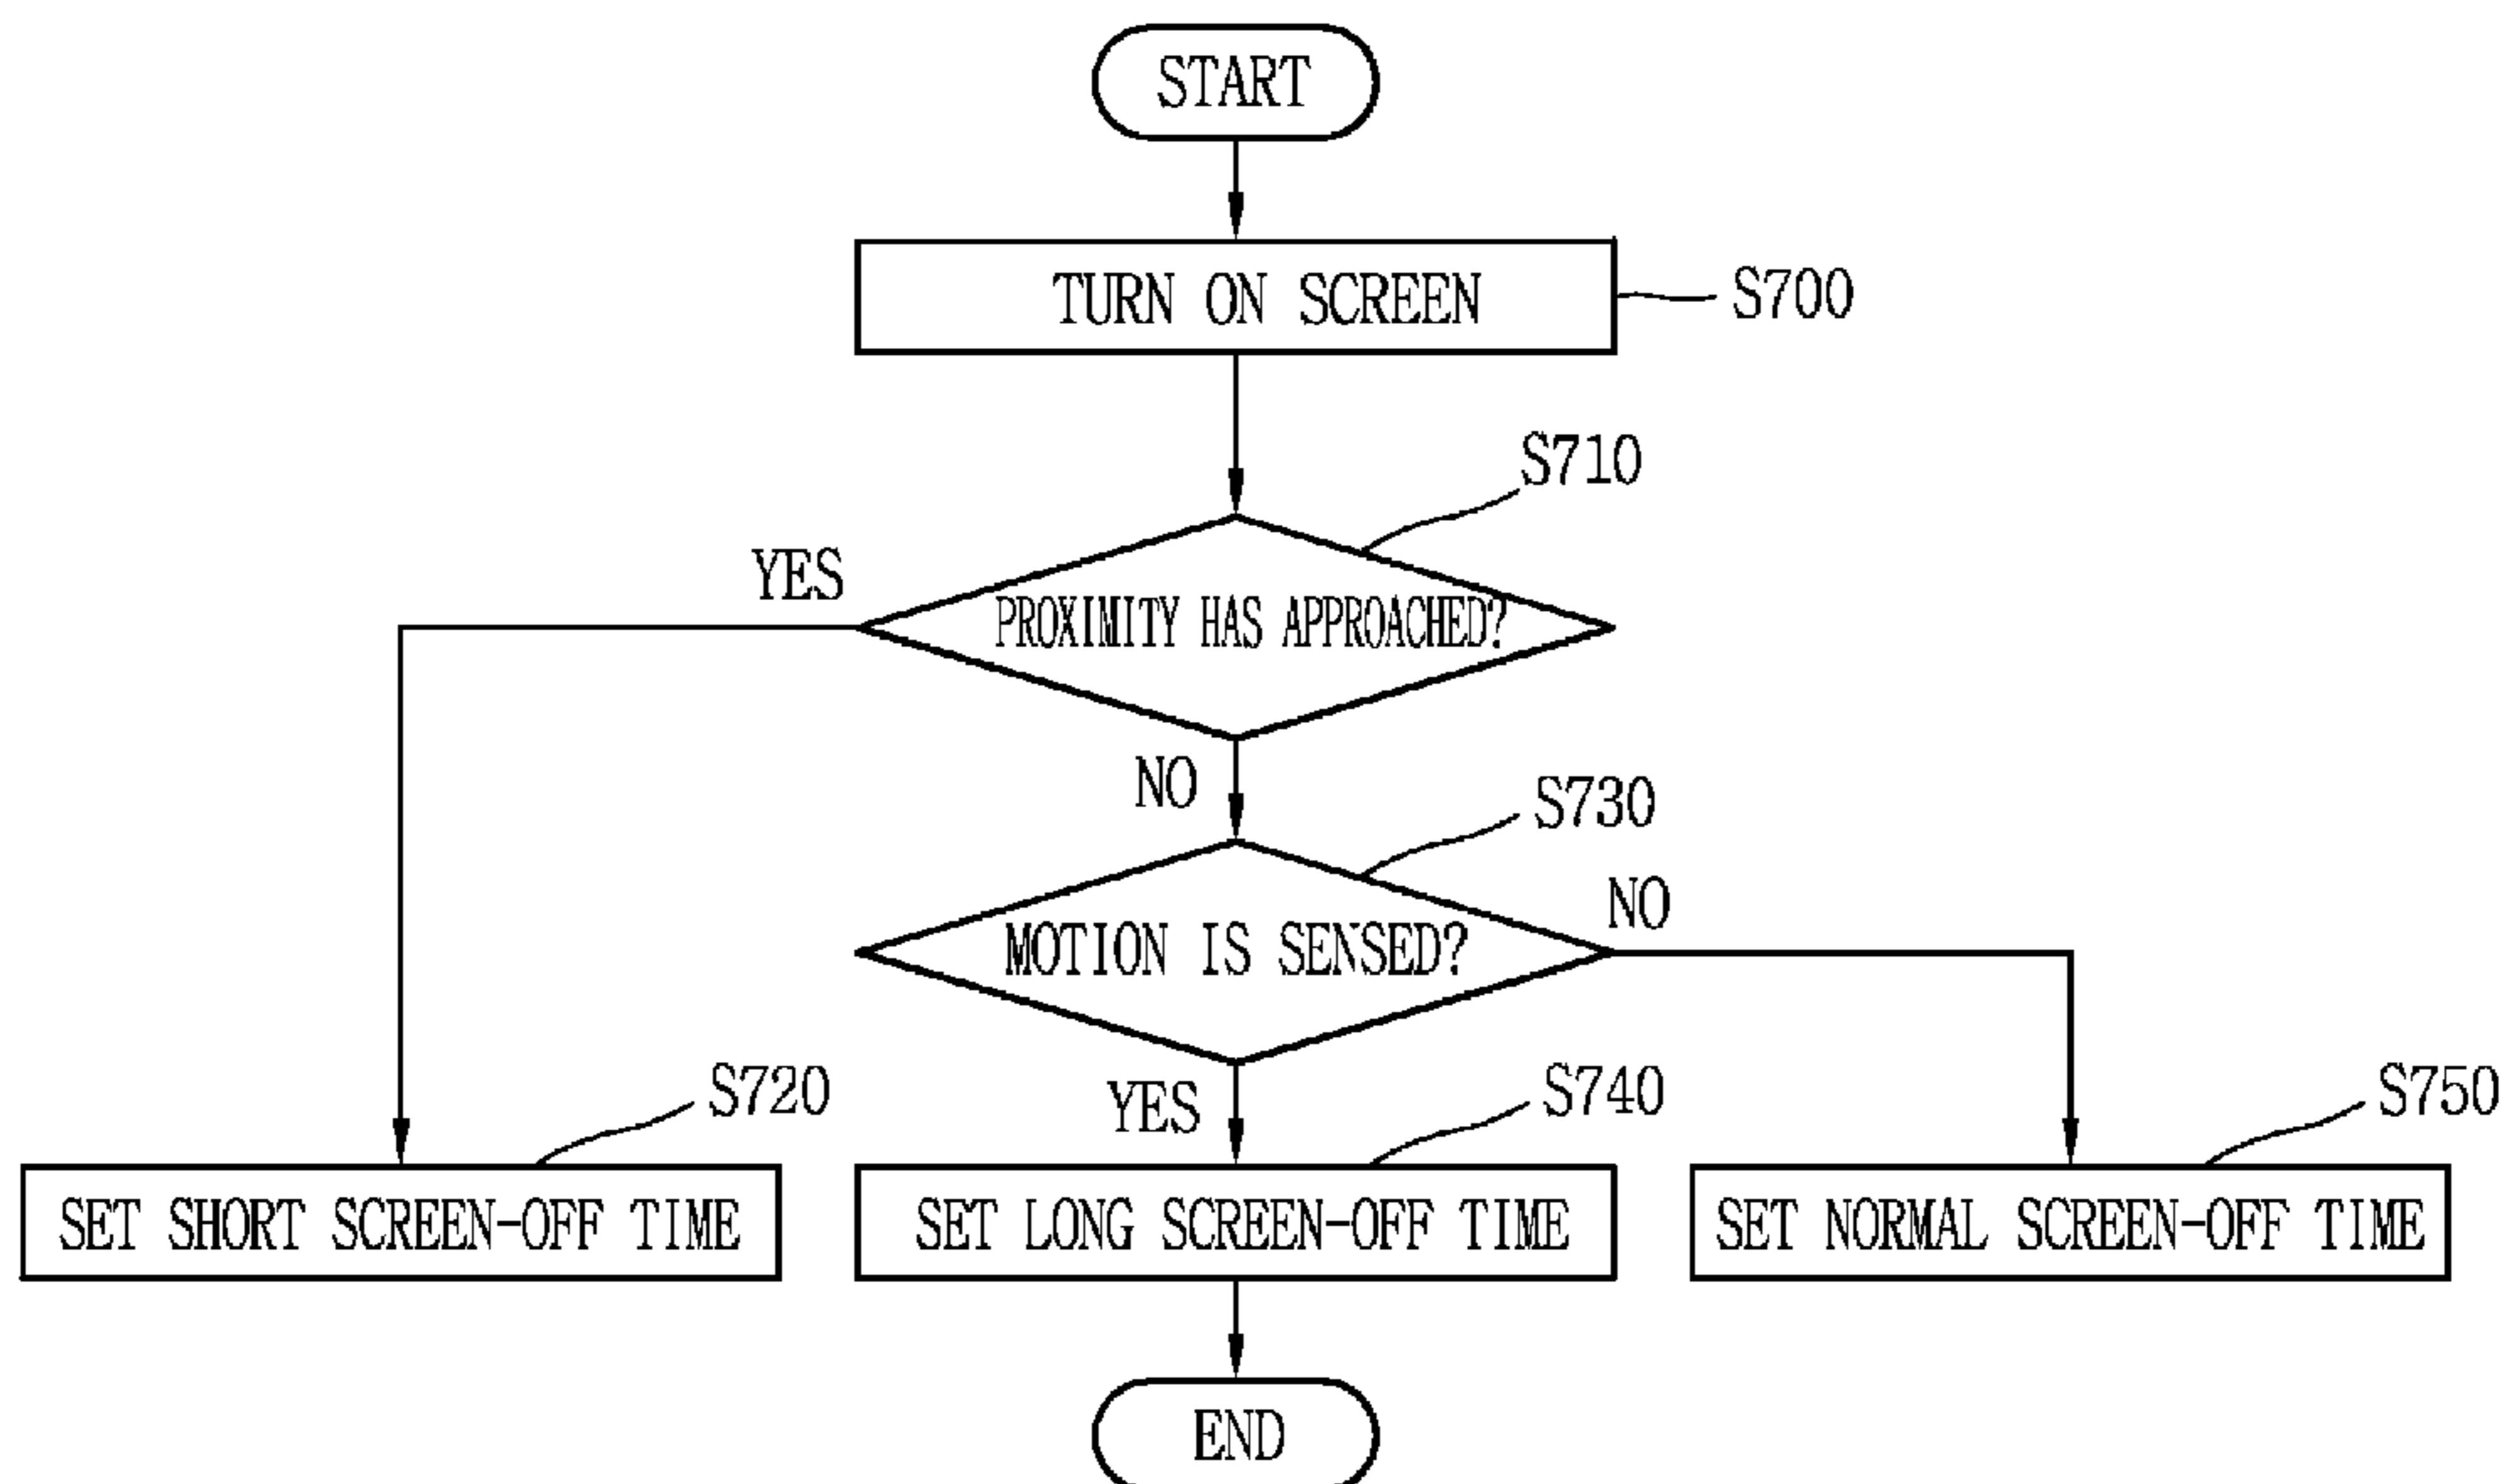 START
TURN ON SCREEN
S700
S710
YES
PROXIMITY HAS APPROACHED?
NO
S730
NO
MOTION IS SENSED?
YES
S720
S740
S750
SET SHORT SCREEN-OFF TIME
SET LONG SCREEN-OFF TIME
SET NORMAL SCREEN-OFF TIME
END